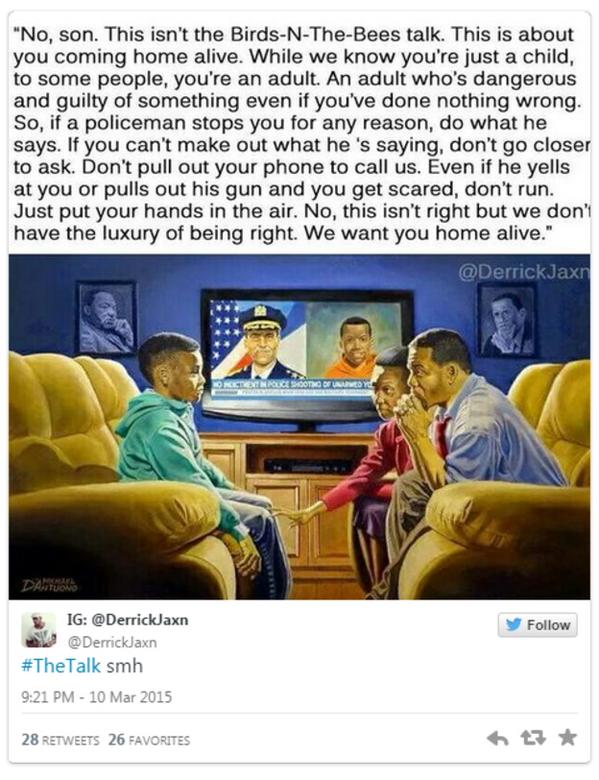 "No, son. This isn't the Birds-N-The-Bees talk. This is about
you coming home alive. While we know you're just a child,
to some people, you're an adult. An adult who's dangerous
and guilty of something even if you've done nothing wrong.
So, if a policeman stops you for any reason, do what he
says. If you can't make out what he 's saying, don't go closer
to ask. Don't pull out your phone to call us. Even if he yells
at you or pulls out his gun and you get scared, don't run.
Just put your hands in the air. No, this isn't right but we don't
have the luxury of being right. We want you home alive."
@DerrickJaxn
NO INDICTMENT IN POLICE SHOOTING OF UNARMED YO
MICHAEL
D'ANTUONO
IG: @DerrickJaxn
@DerrickJaxn
Follow
#TheTalk smh
9:21 PM - 10 Mar 2015
28 RETWEETS 26 FAVORITES